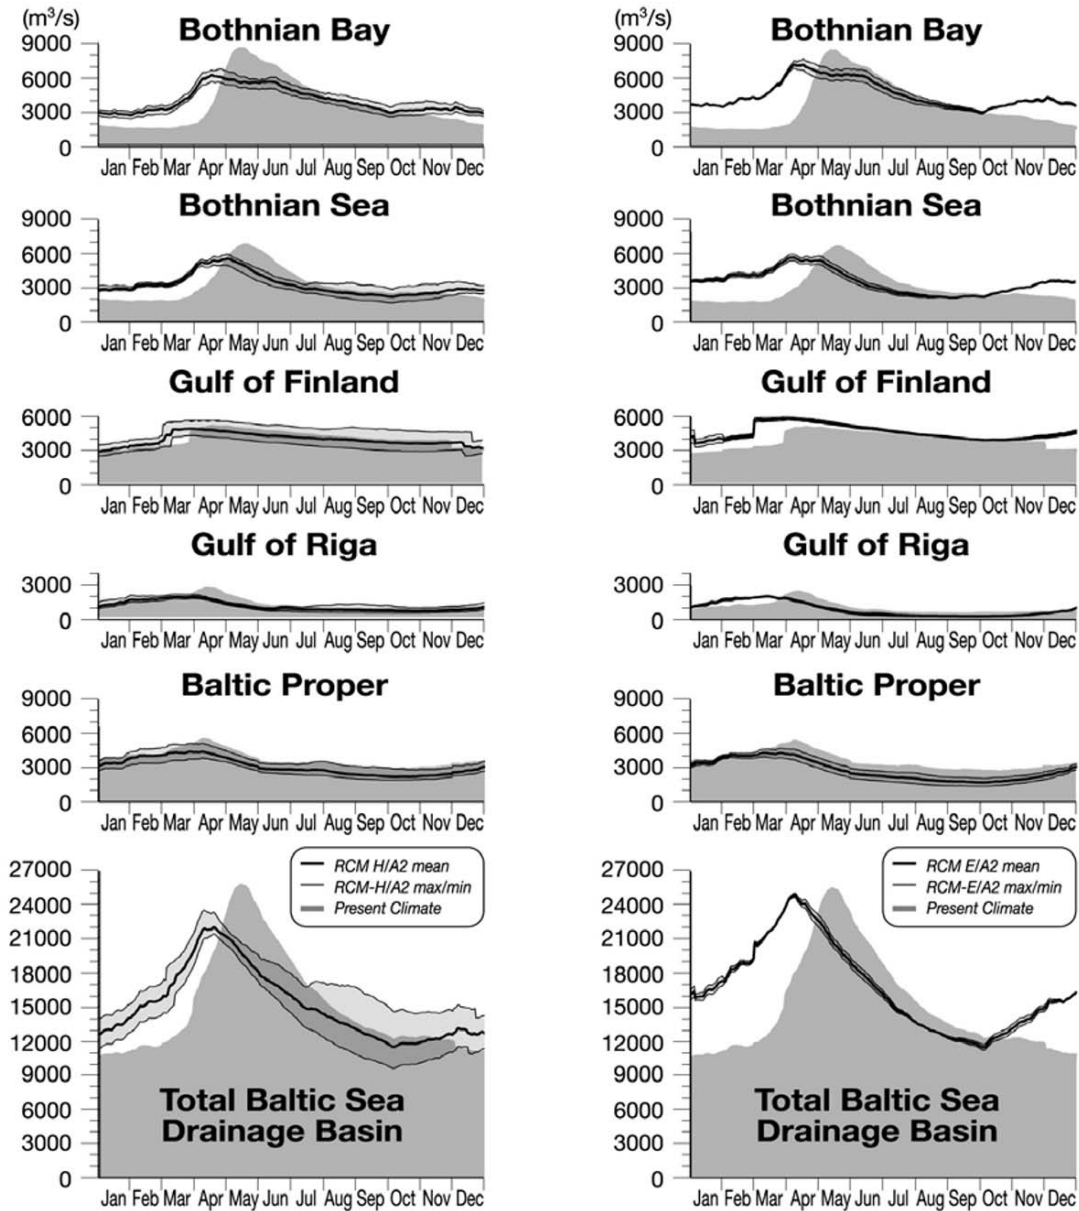 (m³/s)
Bothnian Bay
9000
6000
3000
0
Jan Feb Mar Apr May Jun Jul Aug Sep Oct Nov Dec
Bothnian Sea
9000
6000
3000
0
Jan Feb Mar Apr May Jun Jul Aug Sep Oct Nov Dec
Gulf of Finland
6000
3000
0
Jan Feb Mar Apr May Jun Jul Aug Sep Oct Nov Dec
Gulf of Riga
3000
0
Jan Feb Mar Apr May Jun Jul Aug Sep Oct Nov Dec
Baltic Proper
9000
6000
3000
0
Jan Feb Mar Apr May Jun Jul Aug Sep Oct Nov Dec
27000
24000
21000
18000
15000
12000
9000
6000
3000
0
RCM H/A2 mean
RCM-H/A2 max/min
Present Climate
Total Baltic Sea
Drainage Basin
Jan Feb Mar Apr May Jun Jul Aug Sep Oct Nov Dec
(m³/s)
Bothnian Bay
9000
6000
3000
0
Jan Feb Mar Apr May Jun Jul Aug Sep Oct Nov Dec
Bothnian Sea
9000
6000
3000
0
Jan Feb Mar Apr May Jun Jul Aug Sep Oct Nov Dec
Gulf of Finland
6000
3000
0
Jan Feb Mar Apr May Jun Jul Aug Sep Oct Nov Dec
Gulf of Riga
3000
0
Jan Feb Mar Apr May Jun Jul Aug Sep Oct Nov Dec
Baltic Proper
9000
6000
3000
0
Jan Feb Mar Apr May Jun Jul Aug Sep Oct Nov Dec
27000
24000
21000
18000
15000
12000
9000
6000
3000
0
RCM E/A2 mean
RCM-E/A2 max/min
Present Climate
Total Baltic Sea
Drainage Basin
Jan Feb Mar Apr May Jun Jul Aug Sep Oct Nov Dec